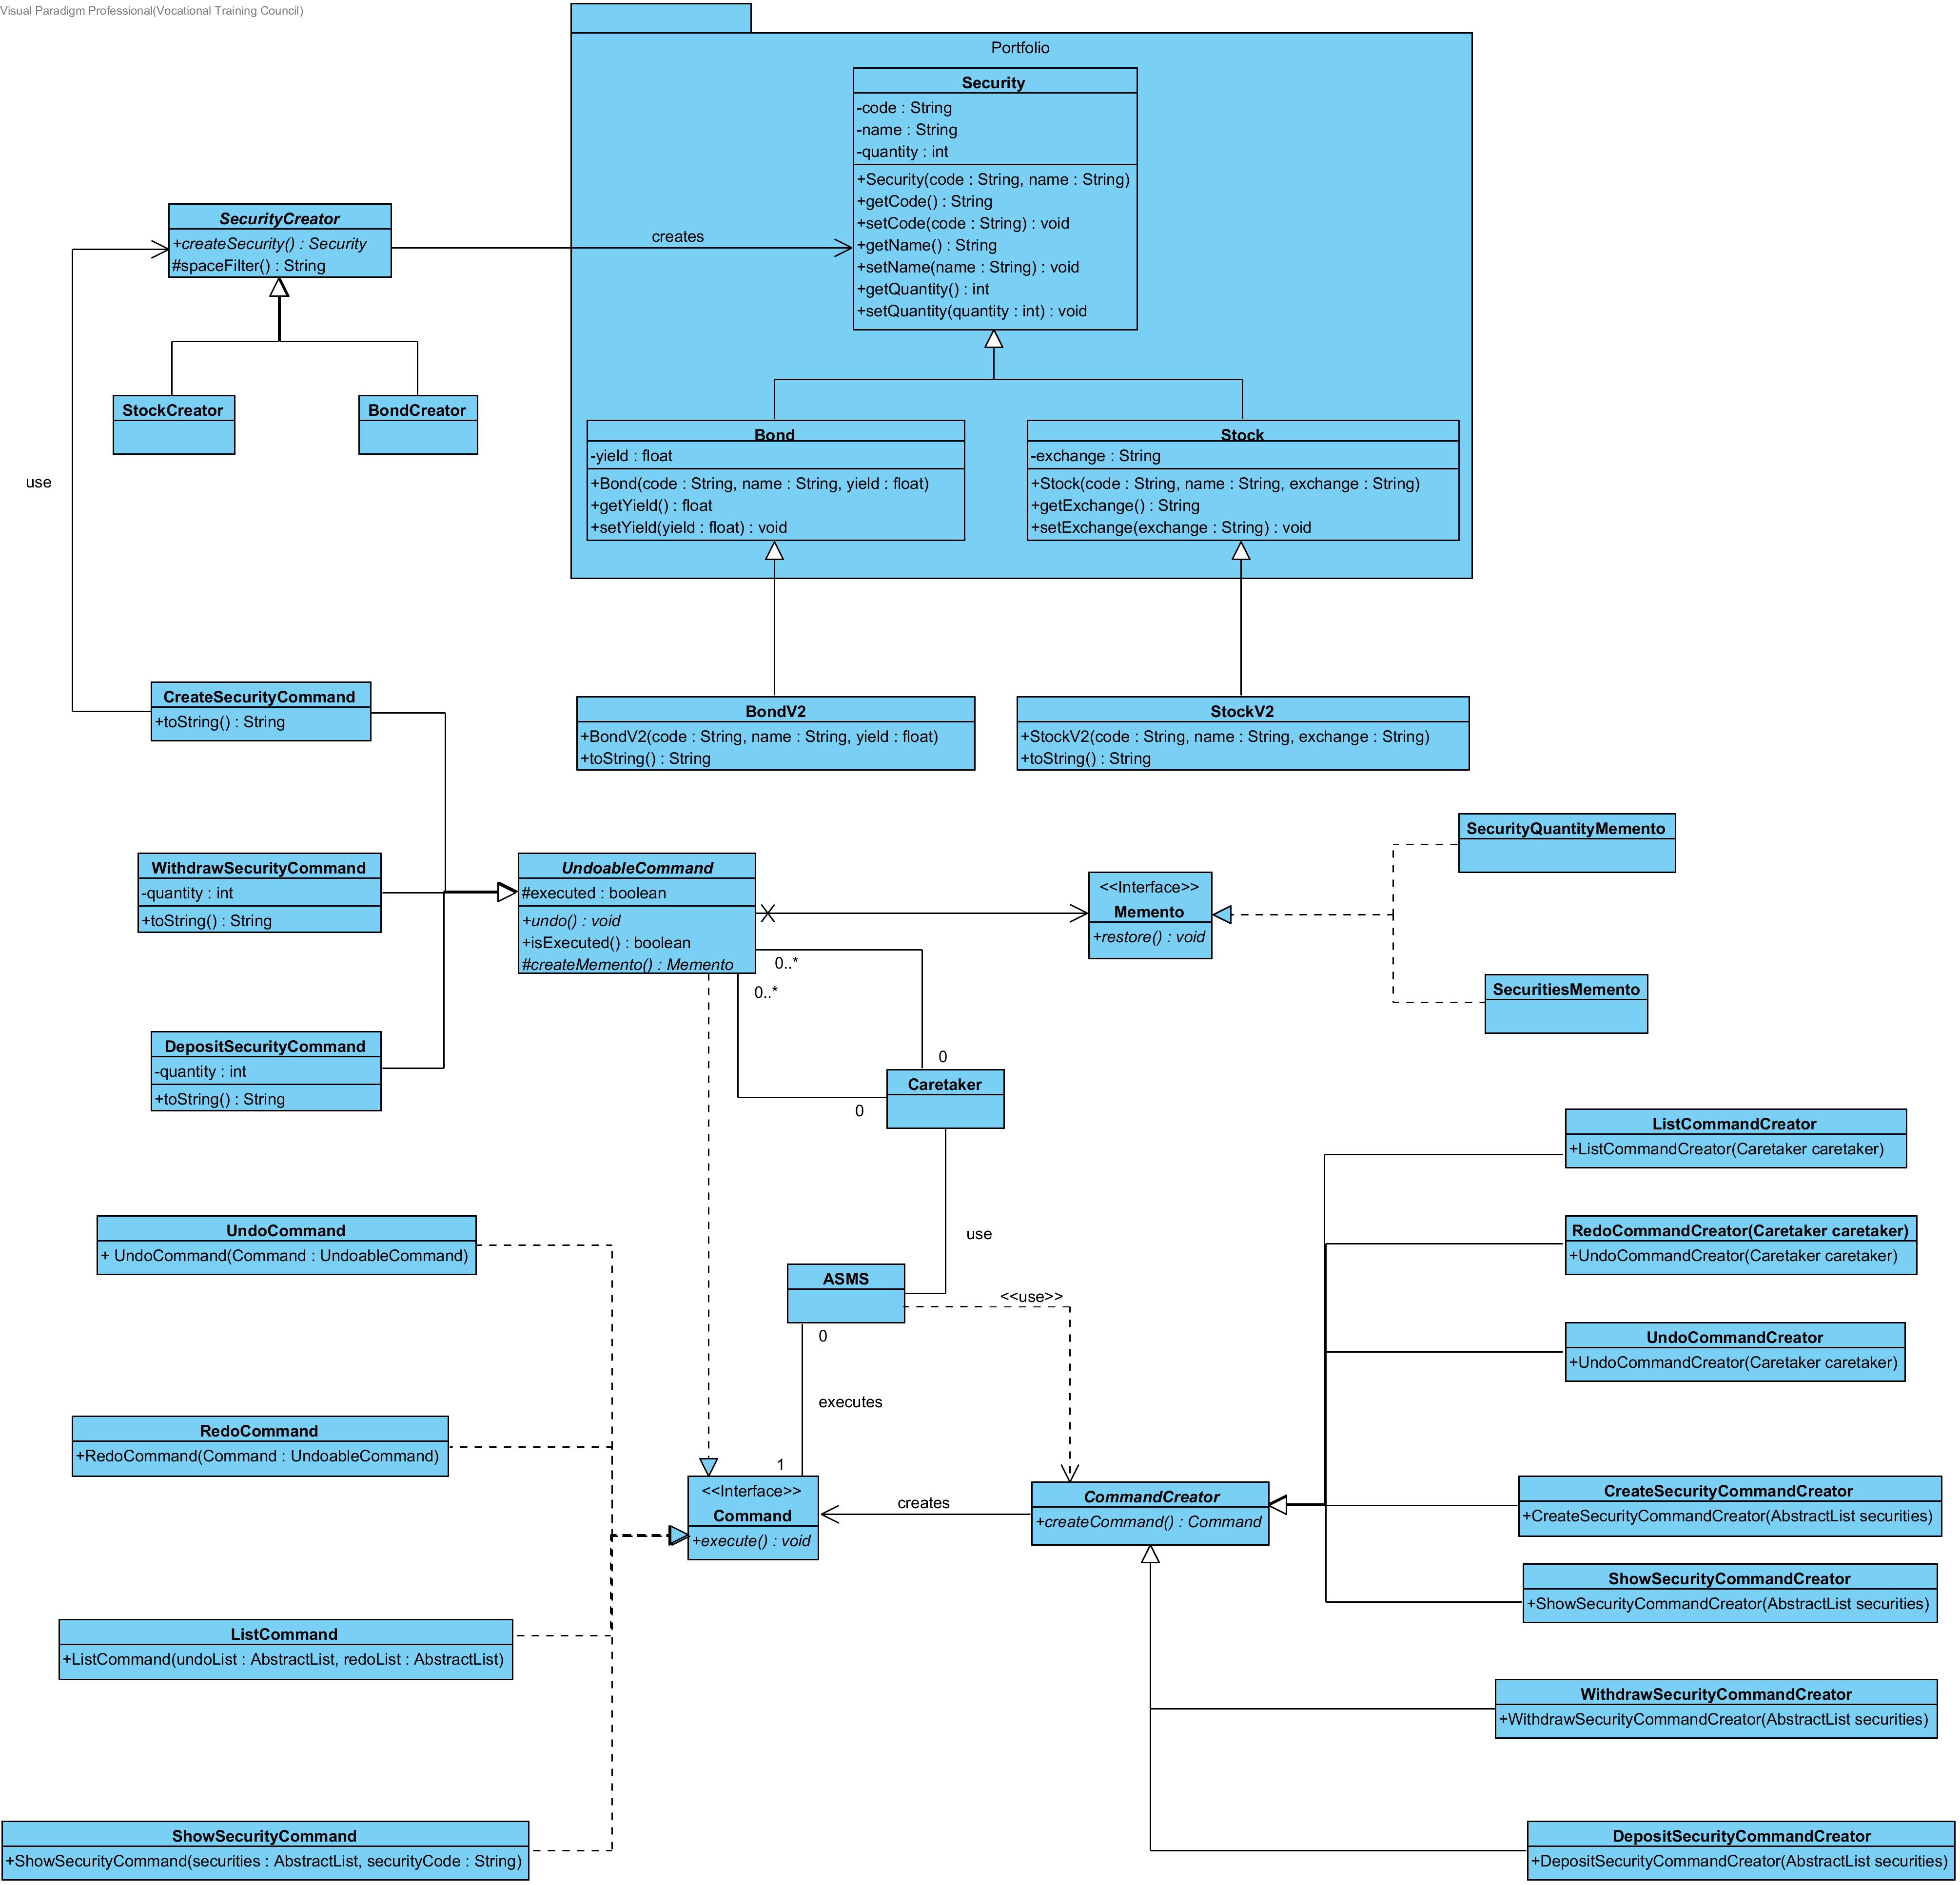 Visual Paradigm Professional(Vocational Training Council)
Portfolio
Security
-code : String
-name : String
-quantity : int
+Security(code : String, name : String)
+getCode() : String
+setCode(code : String) : void
+getName() : String
+setName(name : String) : void
+getQuantity() : int
+setQuantity(quantity : int) : void
SecurityCreator
+createSecurity() : Security
#spaceFilter() : String
creates
StockCreator
BondCreator
Bond
-yield : float
+Bond(code : String, name : String, yield : float)
+getYield() : float
+setYield(yield : float) : void
Stock
-exchange : String
+Stock(code : String, name : String, exchange : String)
+getExchange() : String
+setExchange(exchange : String) : void
use
CreateSecurityCommand
+toString() : String
BondV2
+BondV2(code : String, name : String, yield : float)
+toString() : String
StockV2
+StockV2(code : String, name : String, exchange : String)
+toString() : String
WithdrawSecurityCommand
-quantity : int
+toString() : String
UndoableCommand
#executed : boolean
+undo() : void
+isExecuted() : boolean
#createMemento() : Memento
0..*
0..*
<<Interface>>
Memento
+restore() : void
SecurityQuantityMemento
SecuritiesMemento
DepositSecurityCommand
-quantity : int
+toString() : String
0
Caretaker
0
ListCommandCreator
+ListCommandCreator(Caretaker caretaker)
UndoCommand
+ UndoCommand(Command : UndoableCommand)
use
RedoCommandCreator(Caretaker caretaker)
+UndoCommandCreator(Caretaker caretaker)
ASMS
<<use>>
0
UndoCommandCreator
+UndoCommandCreator(Caretaker caretaker)
executes
RedoCommand
+RedoCommand(Command : UndoableCommand)
1
<<Interface>>
Command
+execute() : void
creates
CommandCreator
+createCommand() : Command
CreateSecurityCommandCreator
+CreateSecurityCommandCreator(AbstractList securities)
ShowSecurityCommandCreator
+ShowSecurityCommandCreator(AbstractList securities)
ListCommand
+ListCommand(undoList : AbstractList, redoList : AbstractList)
WithdrawSecurityCommandCreator
+WithdrawSecurityCommandCreator(AbstractList securities)
ShowSecurityCommand
+ShowSecurityCommand(securities : AbstractList, securityCode : String)
DepositSecurityCommandCreator
+DepositSecurityCommandCreator(AbstractList securities)